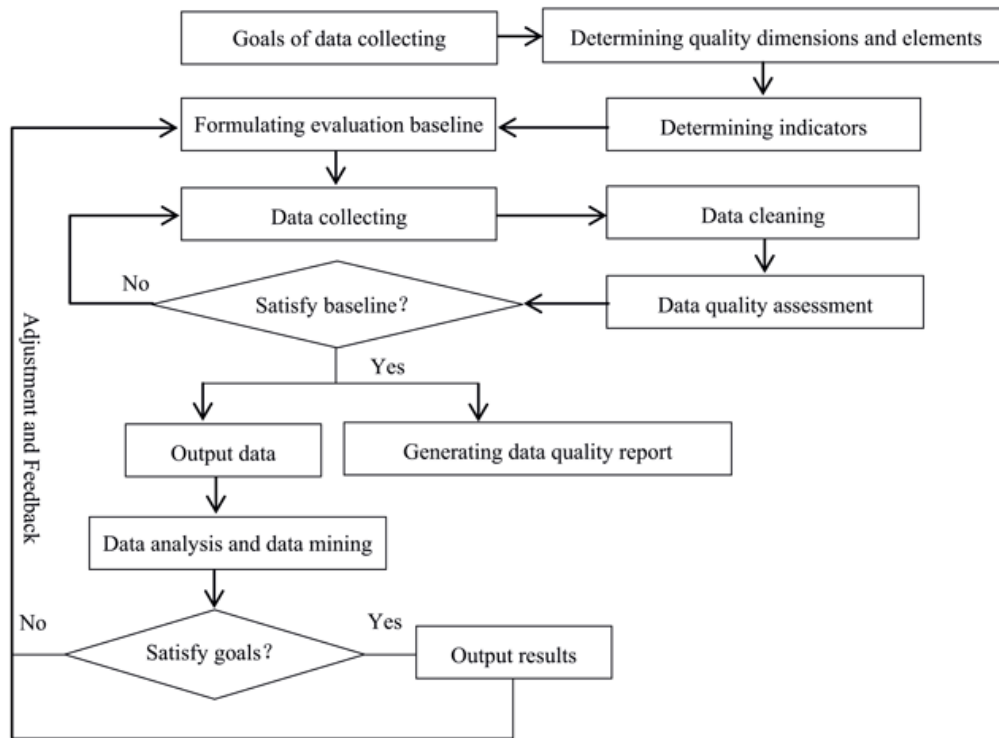 Goals of data collecting
Determining quality dimensions and elements
Formulating evaluation baseline
Determining indicators
Data collecting
Data cleaning
No
Satisfy baseline?
Data quality assessment
Adjustment and Feedback
Yes
Output data
Generating data quality report
Data analysis and data mining
No
Yes
Satisfy goals?
Output results